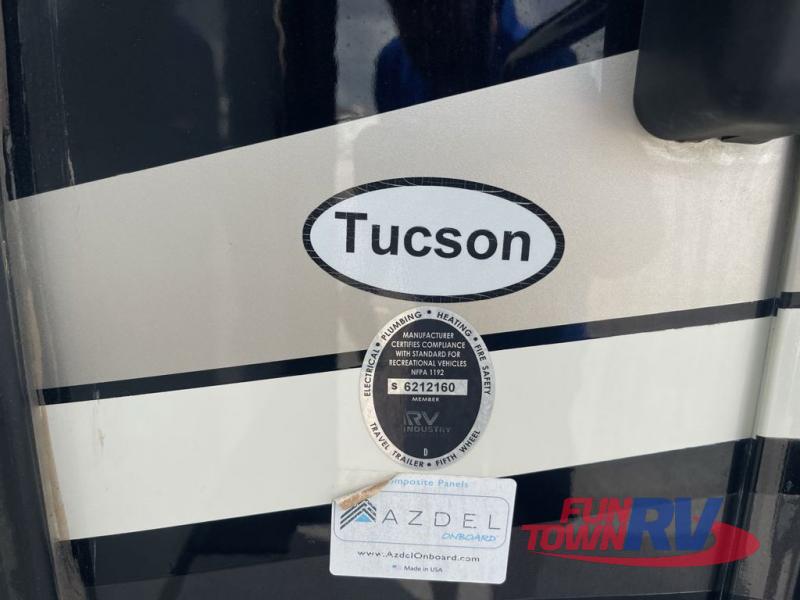 Tucson
ELECTRICAL • PLUMBING • HEATING • FIRE SAFETY
MANUFACTURER
CERTIFIES COMPLIANCE
WITH STANDARD FOR
RECREATIONAL VEHICLES
NFPA 1192
S 6212160
MEMBER
RV
INDUSTRY
D
TRAVEL TRAILER • FIFTH WHEEL
Panels
AZDEL
ONBOARD
www.AzdelOnboard.com
Made in USA
FUN
TOWN RV